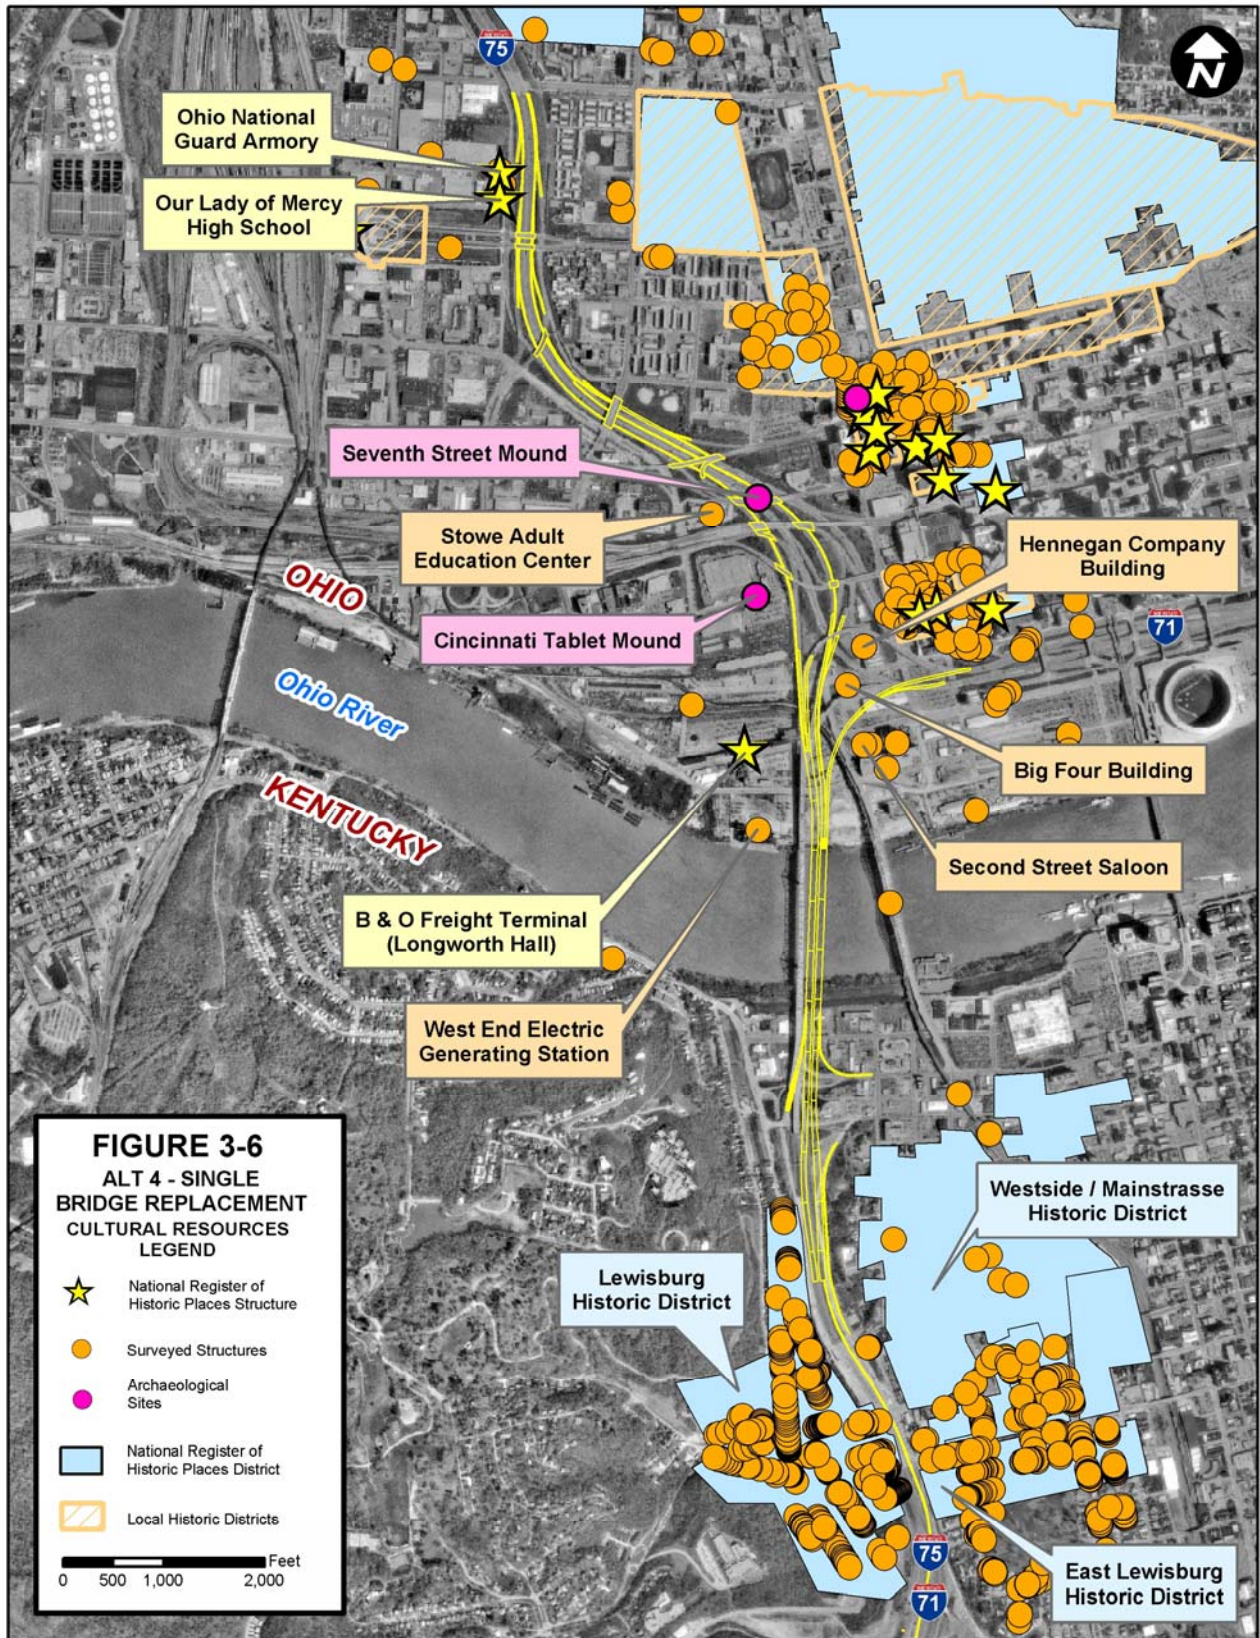 75
N
Ohio National
Guard Armory
Our Lady of Mercy
High School
Seventh Street Mound
Stowe Adult
Education Center
Hennegan Company
Building
OHIO
Cincinnati Tablet Mound
71
Ohio River
KENTUCKY
Big Four Building
Second Street Saloon
B & O Freight Terminal
(Longworth Hall)
West End Electric
Generating Station
Westside / Mainstrasse
Historic District
Lewisburg
Historic District
East Lewisburg
Historic District
75
71
FIGURE 3-6
ALT 4 - SINGLE
BRIDGE REPLACEMENT
CULTURAL RESOURCES
LEGEND
National Register of
Historic Places Structure
Surveyed Structures
Archaeological
Sites
National Register of
Historic Places District
Local Historic Districts
Feet
0 500 1,000 2,000